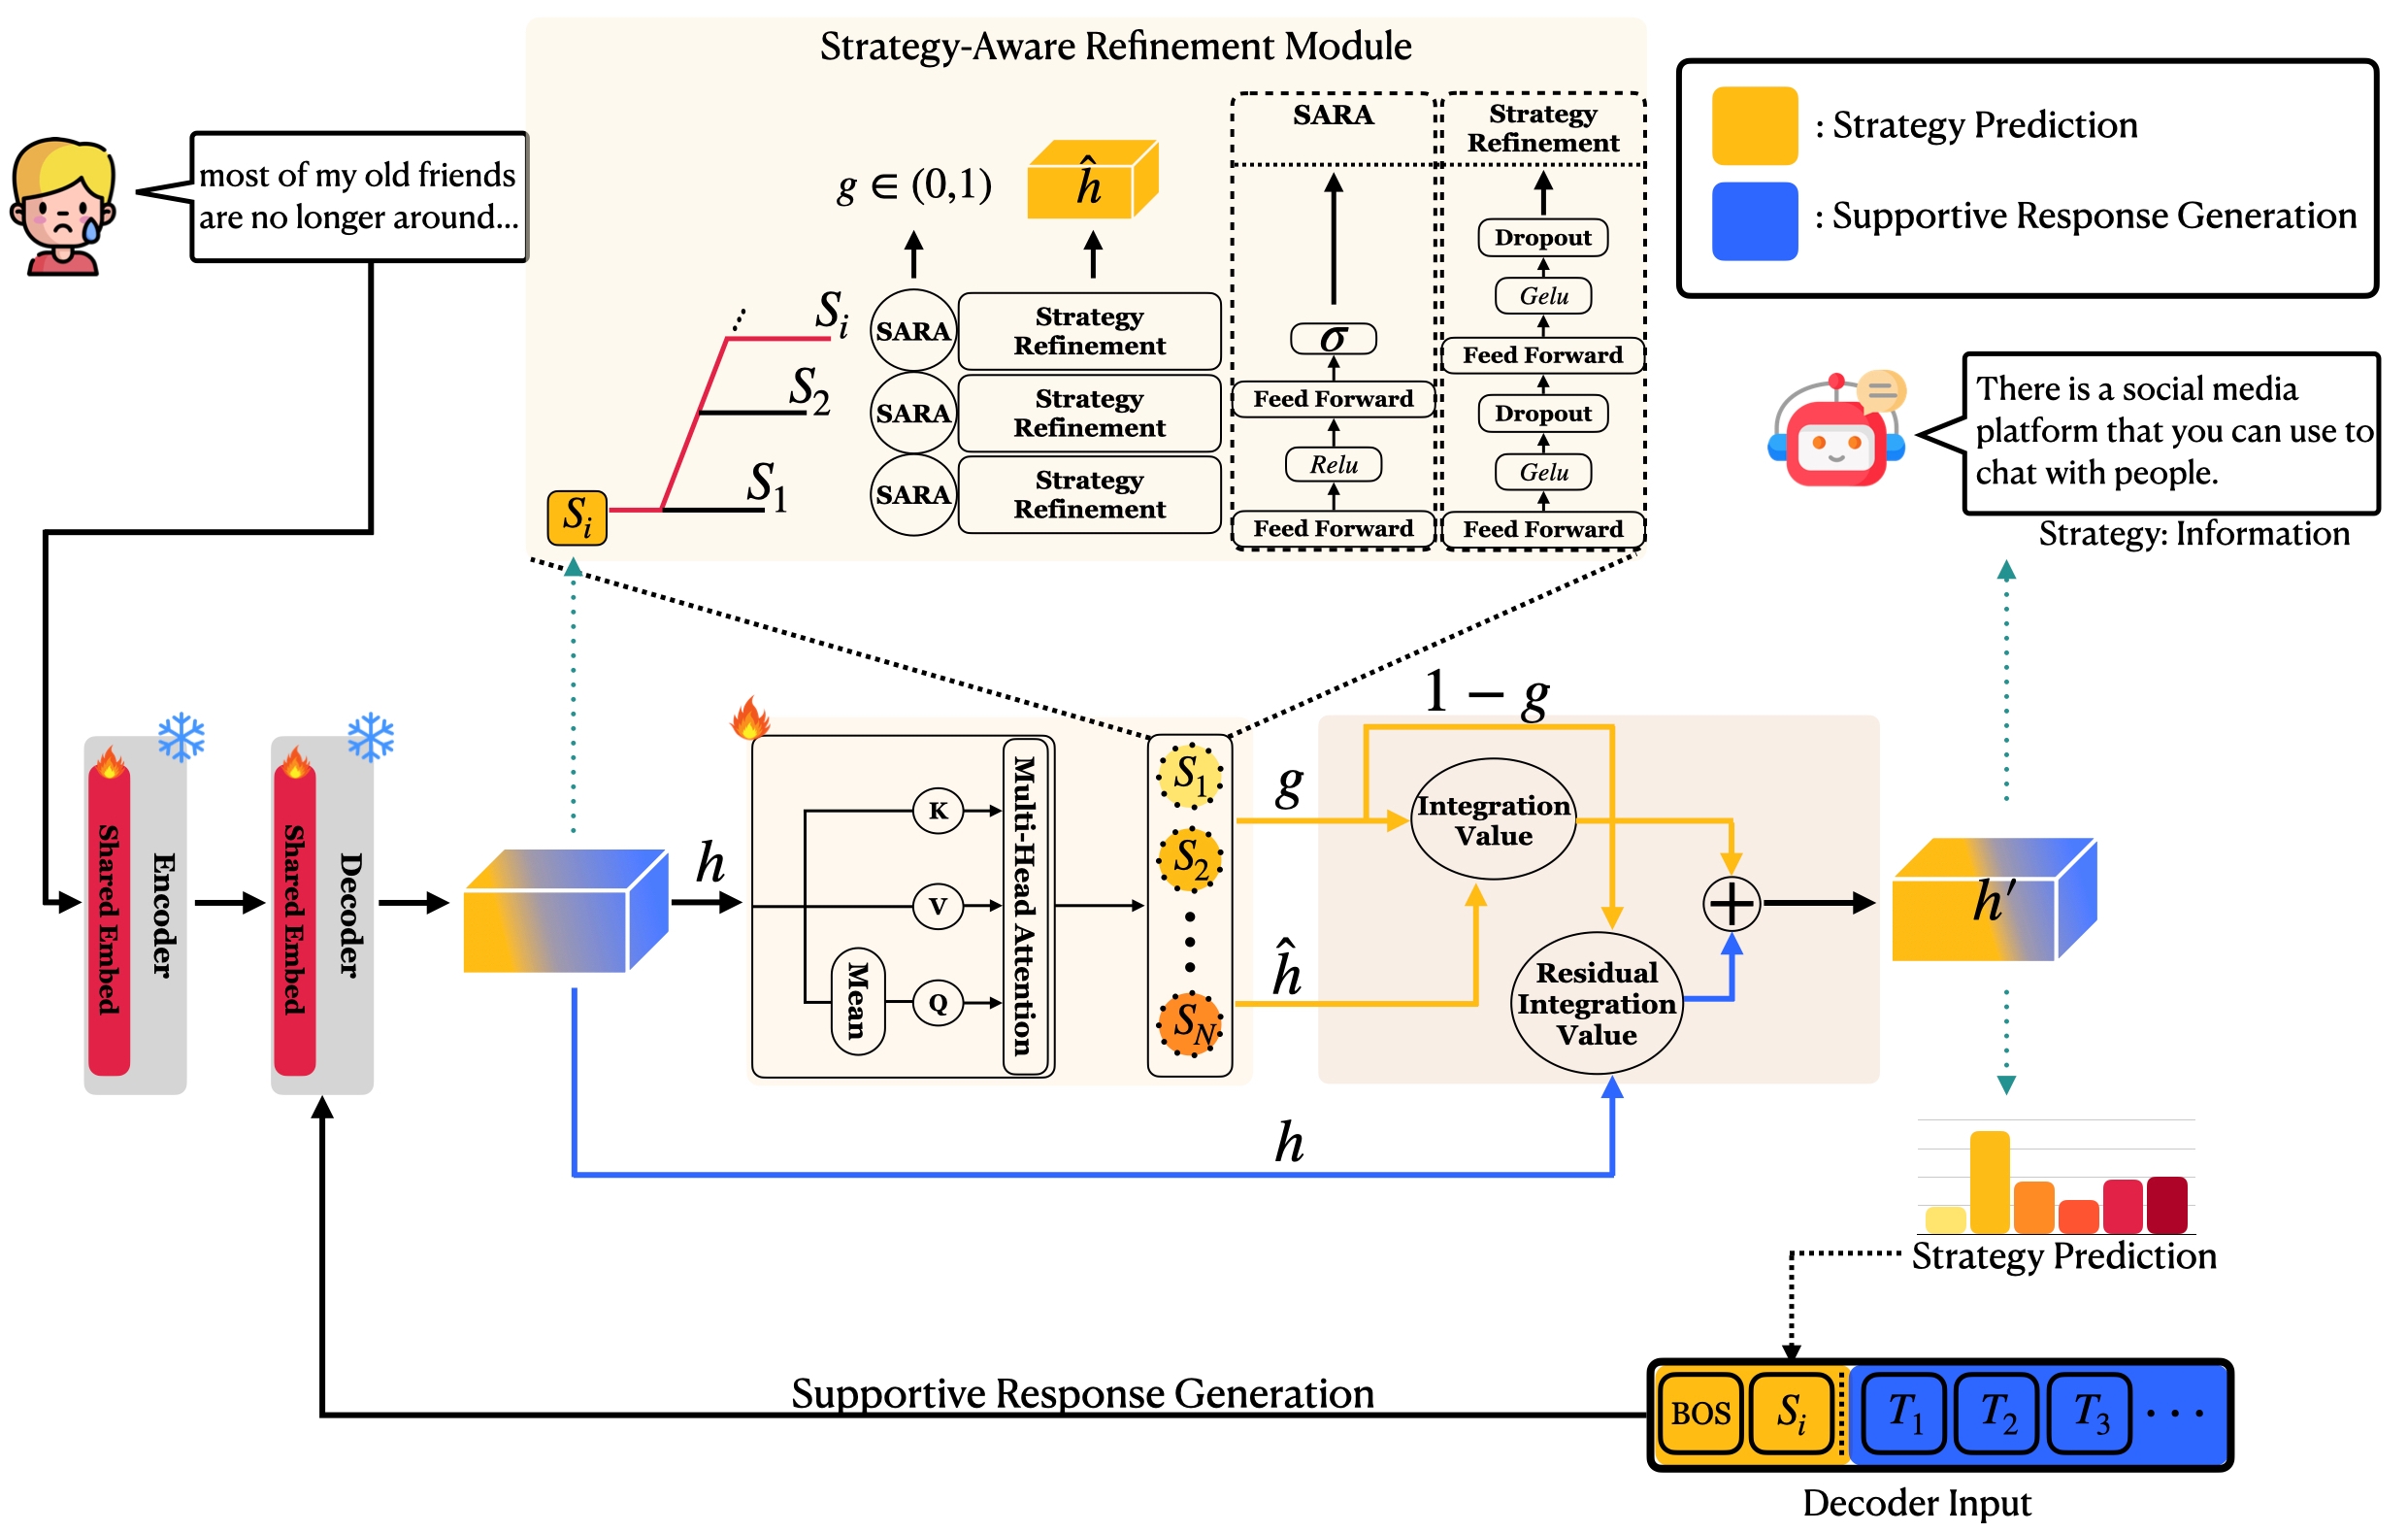 Strategy-Aware Refinement Module
most of my old friends
are no longer around...
g ∈ (0,1)
ĥ
S_i
S_2
S_1
S_i
SARA
Strategy
Refinement
SARA
Strategy
Refinement
SARA
Strategy
Refinement
SARA
σ
Feed Forward
Relu
Feed Forward
Strategy
Refinement
Dropout
Gelu
Feed Forward
Dropout
Gelu
Feed Forward
: Strategy Prediction
: Supportive Response Generation
There is a social media
platform that you can use to
chat with people.
Strategy: Information
Shared Embed
Encoder
Shared Embed
Decoder
h
K
V
Mean
Q
Multi-Head Attention
S_1
S_2
S_N
g
ĥ
1 − g
Integration
Value
Residual
Integration
Value
+
h′
h
Strategy Prediction
Supportive Response Generation
BOS S_i T_1 T_2 T_3 ···
Decoder Input